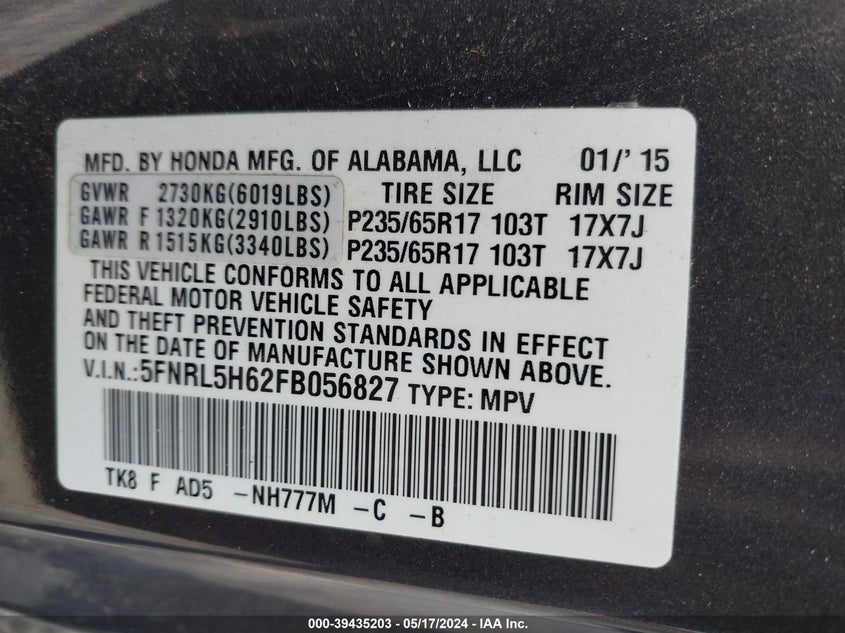 MFD. BY HONDA MFG. OF ALABAMA, LLC 01/'15
GVWR 2730KG(6019LBS) TIRE SIZE RIM SIZE
GAWR F 1320KG(2910LBS) P235/65R17 103T 17X7J
GAWR R 1515KG(3340LBS) P235/65R17 103T 17X7J
THIS VEHICLE CONFORMS TO ALL APPLICABLE
FEDERAL MOTOR VEHICLE SAFETY
AND THEFT PREVENTION STANDARDS IN EFFECT
ON THE DATE OF MANUFACTURE SHOWN ABOVE.
V.I.N.:5FNRL5H62FB056827 TYPE: MPV
TK8 F AD5 -NH777M -C -B
000-39435203 - 05/17/2024 - IAA Inc.